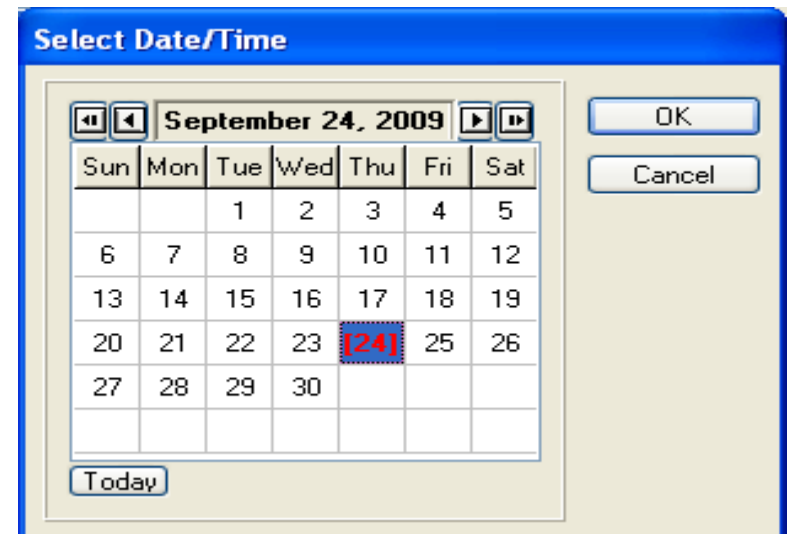 Select Date/Time
September 24, 2009
OK
Sun Mon Tue Wed Thu Fri Sat
Cancel
1 2 3 4 5
6 7 8 9 10 11 12
13 14 15 16 17 18 19
20 21 22 23 [24] 25 26
27 28 29 30
Today